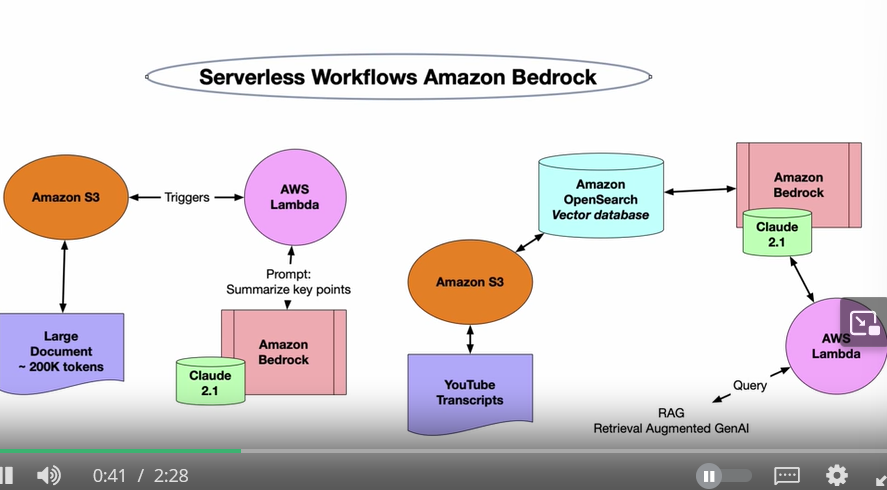 Serverless Workflows Amazon Bedrock
Amazon S3
Triggers
AWS
Lambda
Prompt:
Summarize key points
Large
Document
~ 200K tokens
Amazon
Bedrock
Claude
2.1
Amazon
OpenSearch
Vector database
Amazon S3
YouTube
Transcripts
Amazon
Bedrock
Claude
2.1
AWS
Lambda
Query
RAG
Retrieval Augmented GenAI
0:41 / 2:28